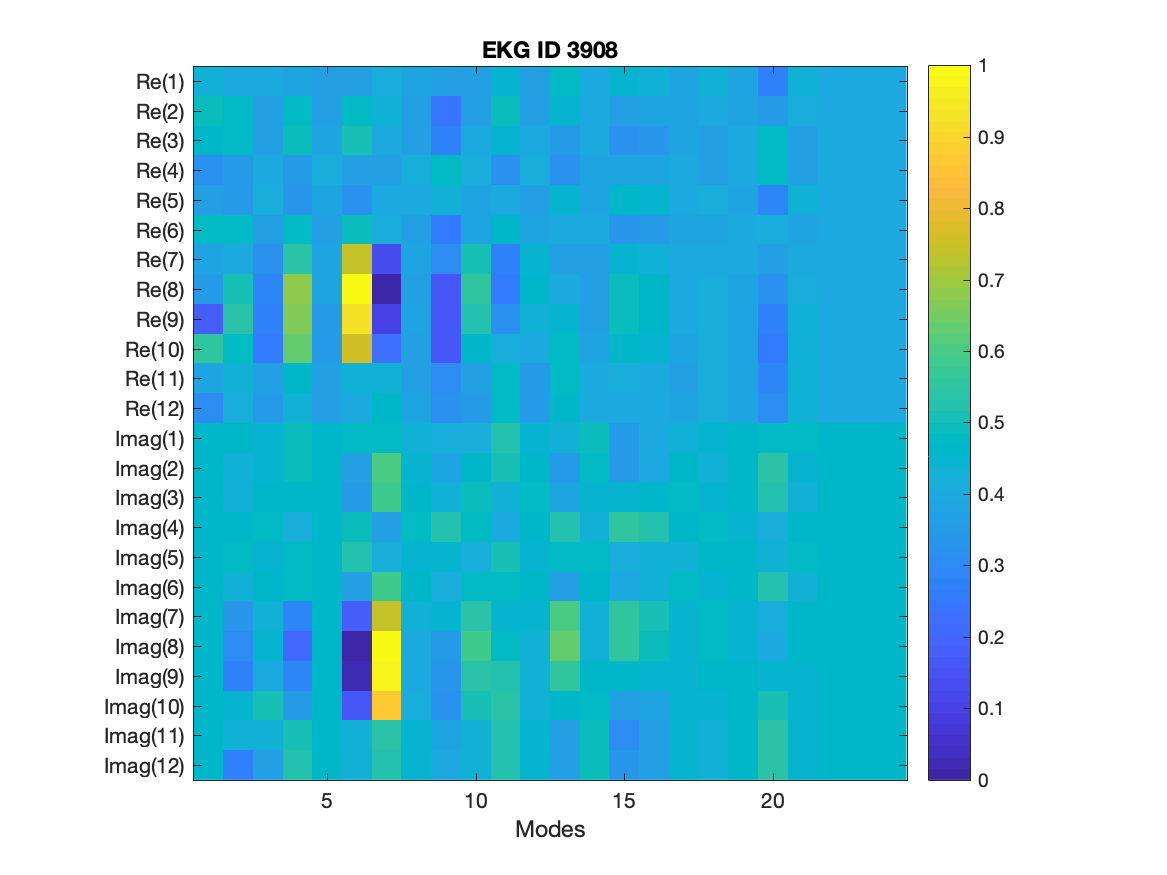 EKG ID 3908
Re(1)
Re(2)
Re(3)
Re(4)
Re(5)
Re(6)
Re(7)
Re(8)
Re(9)
Re(10)
Re(11)
Re(12)
Imag(1)
Imag(2)
Imag(3)
Imag(4)
Imag(5)
Imag(6)
Imag(7)
Imag(8)
Imag(9)
Imag(10)
Imag(11)
Imag(12)
5 10 15 20
Modes
1
0.9
0.8
0.7
0.6
0.5
0.4
0.3
0.2
0.1
0